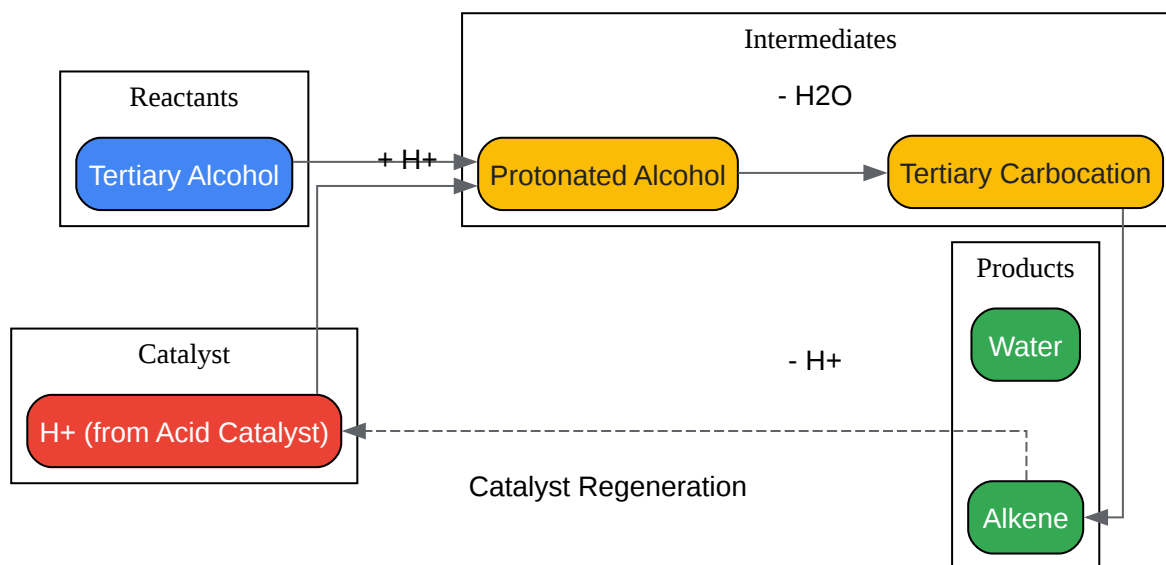 Intermediates
- H2O
Reactants
Tertiary Alcohol
+ H+
Protonated Alcohol
Tertiary Carbocation
Products
Water
Catalyst
- H+
H+ (from Acid Catalyst)
Catalyst Regeneration
Alkene